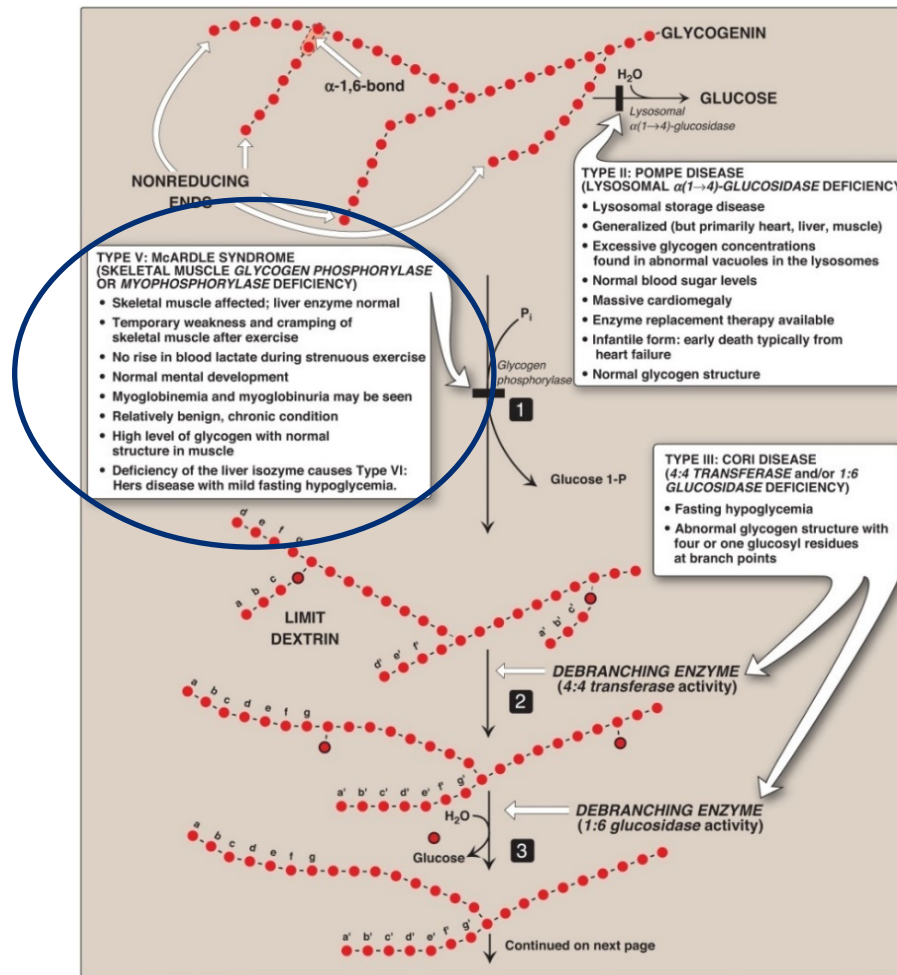 GLYCOGENIN
α-1,6-bond
H₂O
GLUCOSE
Lysosomal
α(1→4)-glucosidase
NONREDUCING
ENDS
TYPE II: POMPE DISEASE
(LYSOSOMAL α(1→4)-GLUCOSIDASE DEFICIENCY
• Lysosomal storage disease
• Generalized (but primarily heart, liver, muscle)
• Excessive glycogen concentrations
found in abnormal vacuoles in the lysosomes
• Normal blood sugar levels
• Massive cardiomegaly
• Enzyme replacement therapy available
• Infantile form: early death typically from
heart failure
• Normal glycogen structure
TYPE V: McARDLE SYNDROME
(SKELETAL MUSCLE GLYCOGEN PHOSPHORYLASE
OR MYOPHOSPHORYLASE DEFICIENCY)
• Skeletal muscle affected; liver enzyme normal
• Temporary weakness and cramping of
skeletal muscle after exercise
• No rise in blood lactate during strenuous exercise
• Normal mental development
• Myoglobinemia and myoglobinuria may be seen
• Relatively benign, chronic condition
• High level of glycogen with normal
structure in muscle
• Deficiency of the liver isozyme causes Type VI:
Hers disease with mild fasting hypoglycemia.
Pᵢ
Glycogen
phosphorylase
1
Glucose 1-P
TYPE III: CORI DISEASE
(4:4 TRANSFERASE and/or 1:6
GLUCOSIDASE DEFICIENCY)
• Fasting hypoglycemia
• Abnormal glycogen structure with
four or one glucosyl residues
at branch points
d e f g
a b c
LIMIT
DEXTRIN
a' b' c'
d' e' f'
DEBRANCHING ENZYME
(4:4 transferase activity)
2
a b c d e f g
a' b' c' d' e' f' g'
H₂O
DEBRANCHING ENZYME
(1:6 glucosidase activity)
Glucose
3
a b c d e f g
a' b' c' d' e' f' g'
Continued on next page